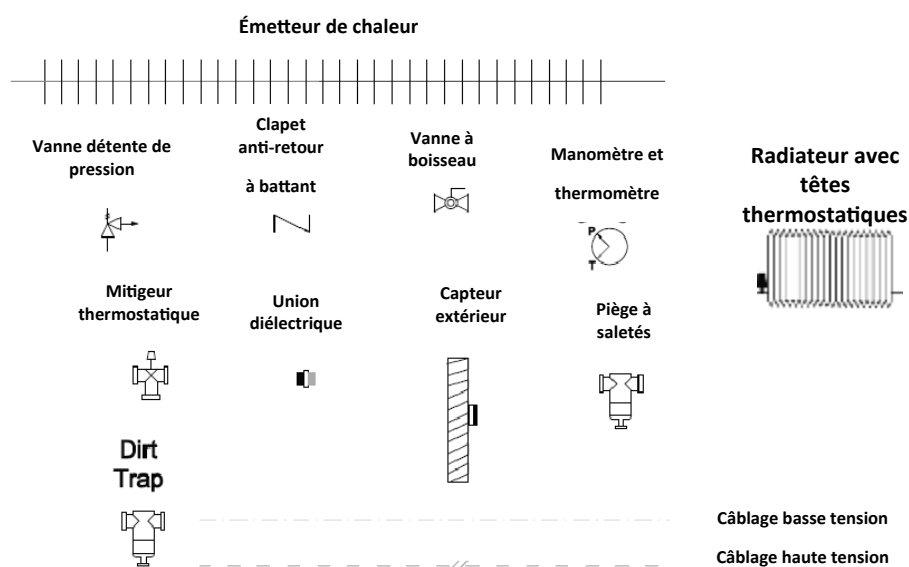 Émetteur de chaleur
Vanne détente de
pression
Clapet
anti-retour
à battant
Vanne à
boisseau
Manomètre et
thermomètre
Radiateur avec
têtes
thermostatiques
P
T
Mitigeur
thermostatique
Union
diélectrique
Capteur
extérieur
Piège à
saletés
Dirt
Trap
Câblage basse tension
Câblage haute tension